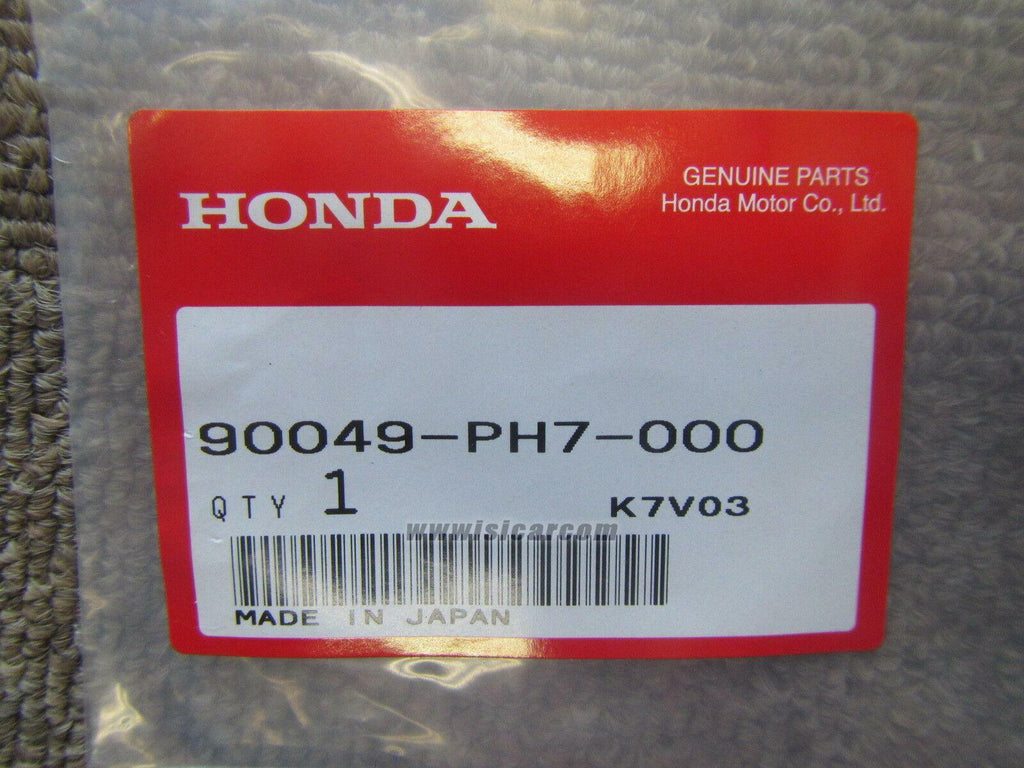 HONDA
GENUINE PARTS
Honda Motor Co., Ltd.
90049-PH7-000
QTY 1 K7V03
www.isicar.com
MADE IN JAPAN